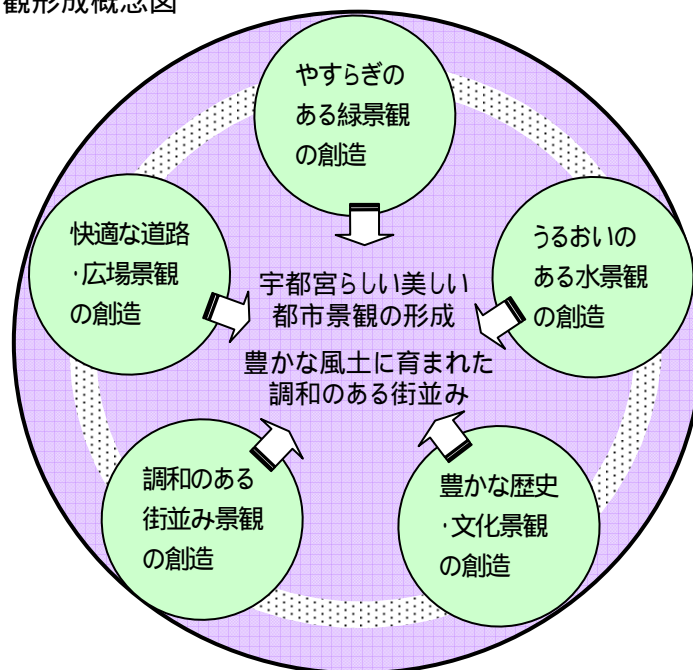 観形成概念図
やすらぎの
ある緑景観
の創造
快適な道路
・広場景観
の創造
うるおいの
ある水景観
の創造
宇都宮らしい美しい
都市景観の形成
豊かな風土に育まれた
調和のある街並み
調和のある
街並み景観
の創造
豊かな歴史
・文化景観
の創造